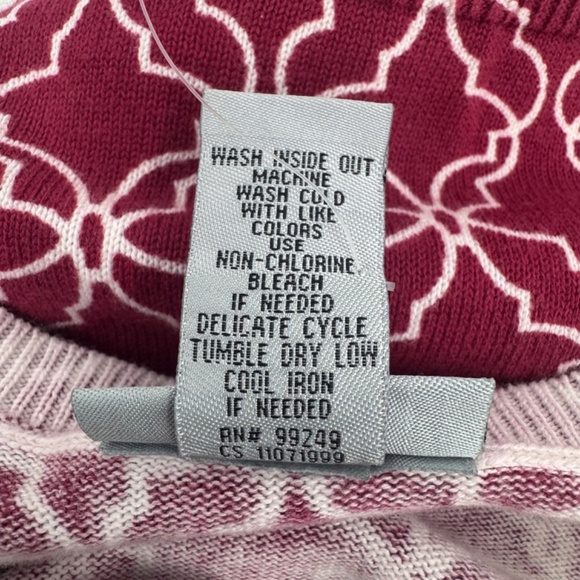 WASH INSIDE OUT
MACHINE
WASH COLD
WITH LIKE
COLORS
USE
NON-CHLORINE
BLEACH
IF NEEDED
DELICATE CYCLE
TUMBLE DRY LOW
COOL IRON
IF NEEDED
RN# 99249
CS 11071999